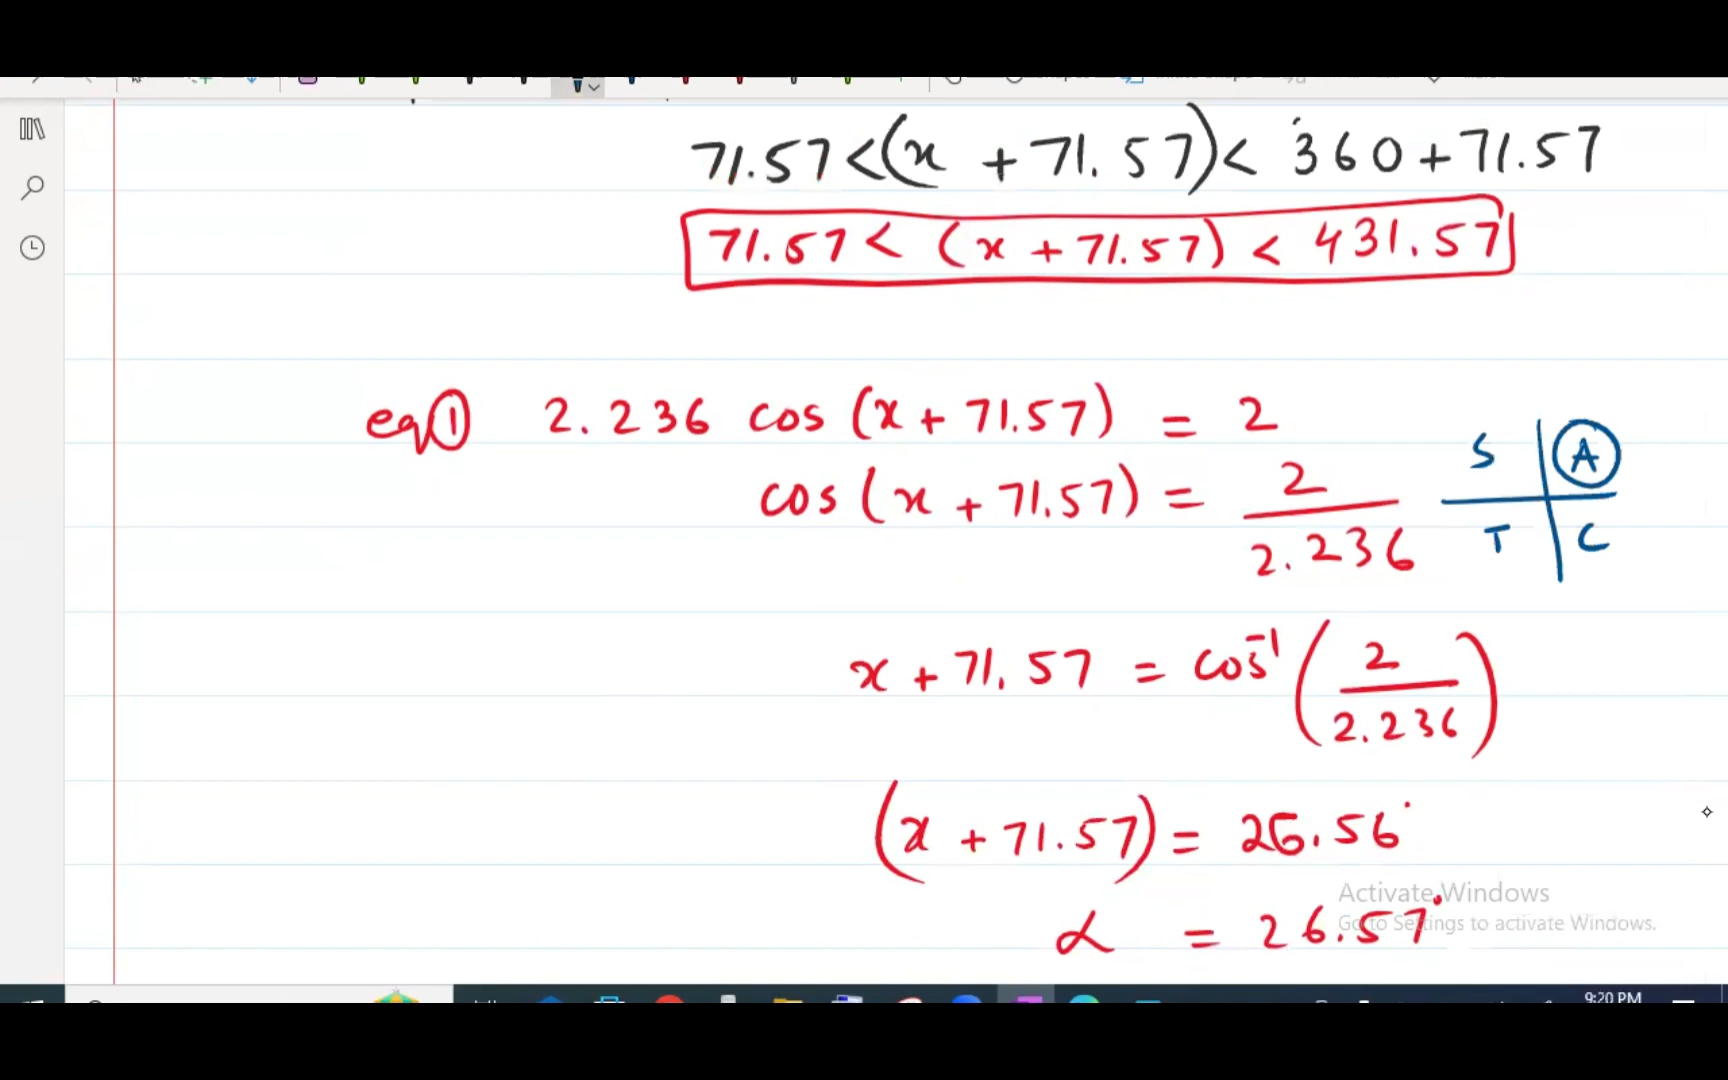 71.57 < (x + 71.57) < 360 + 71.57
71.57 < (x + 71.57) < 431.57
eq ① 2.236 cos (x + 71.57) = 2
cos (x + 71.57) = 2/2.236
S A
T C
x + 71.57 = cos⁻¹ (2/2.236)
(x + 71.57) = 26.56°
Activate Windows
Go to Settings to activate Windows.
α = 26.57°
9:20 PM